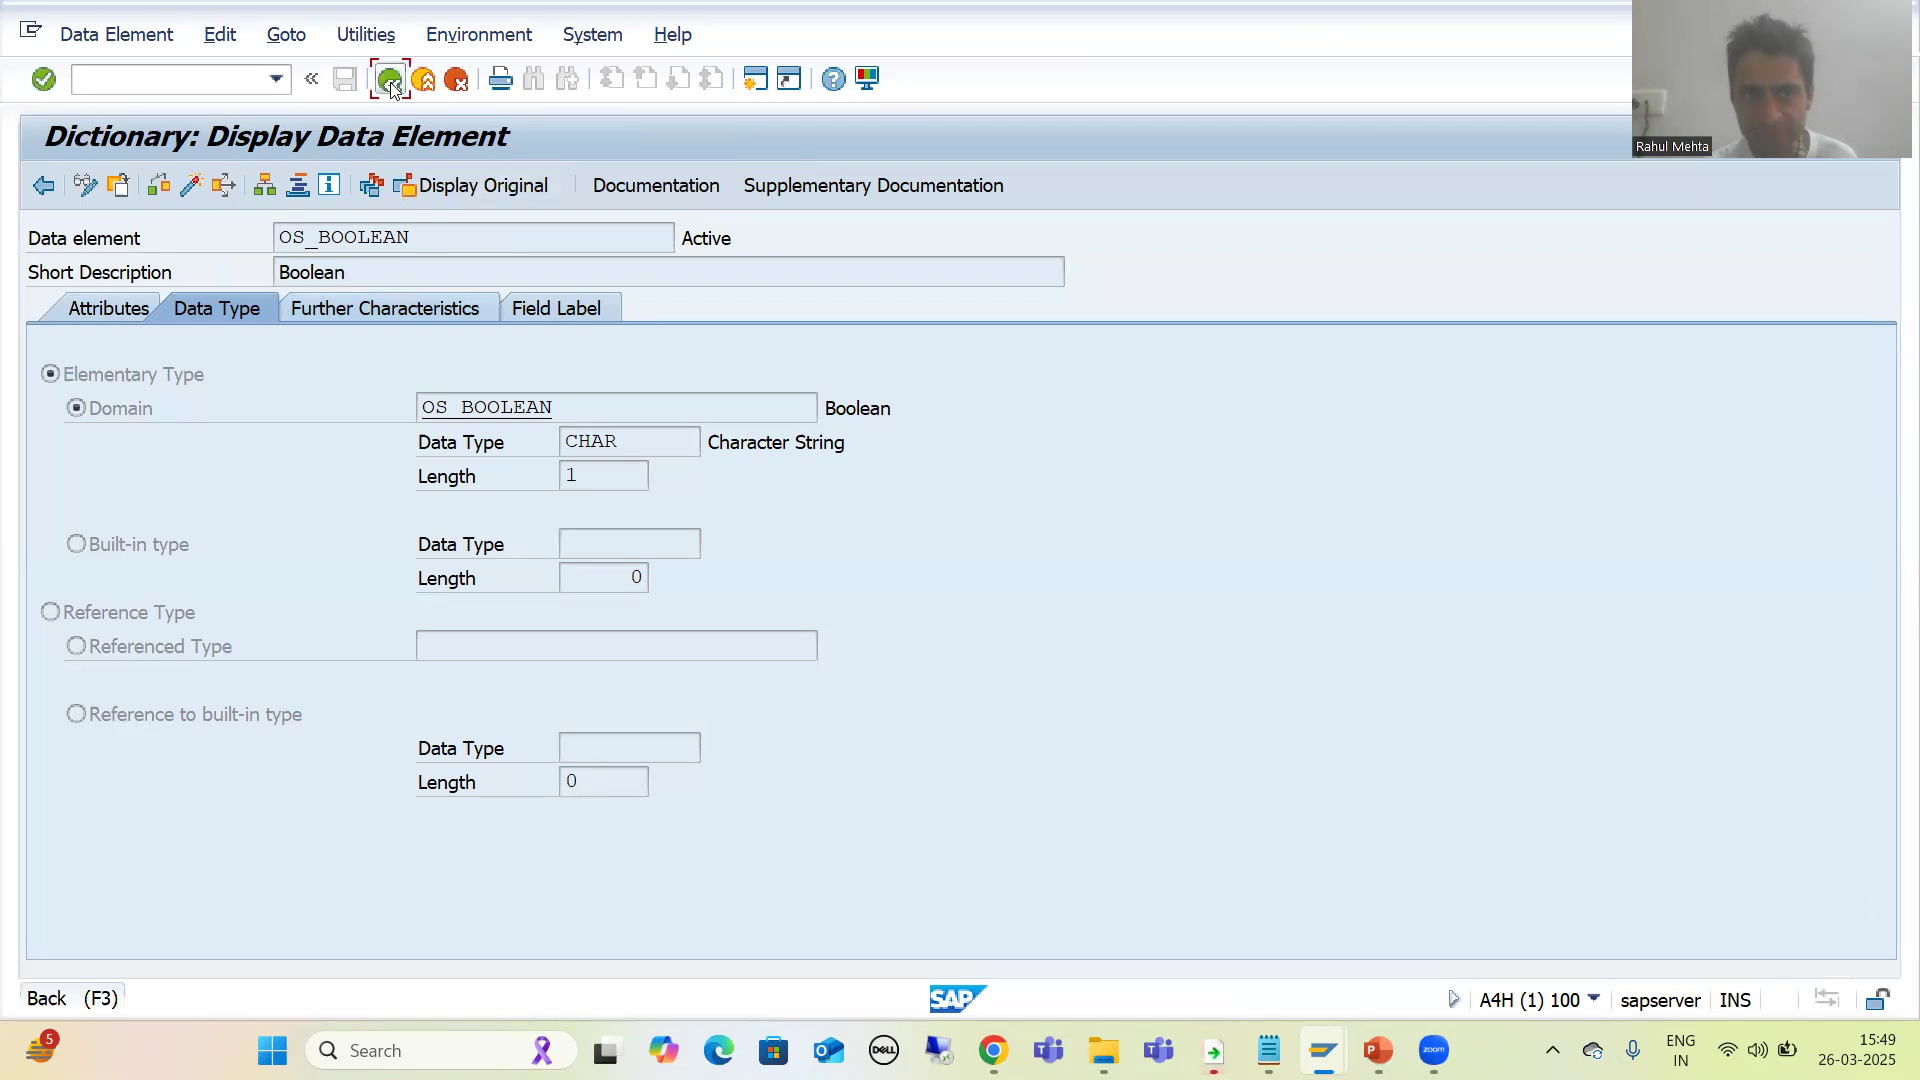 Data Element Edit Goto Utilities Environment System Help
Rahul Mehta
Dictionary: Display Data Element
Display Original Documentation Supplementary Documentation
Data element OS_BOOLEAN Active
Short Description Boolean
Attributes Data Type Further Characteristics Field Label
Elementary Type
Domain OS_BOOLEAN Boolean
Data Type CHAR Character String
Length 1
Built-in type Data Type
Length 0
Reference Type
Referenced Type
Reference to built-in type
Data Type
Length 0
Back (F3) SAP A4H (1) 100 sapserver INS
5 Search DELL zoom ENG 15:49
IN 26-03-2025